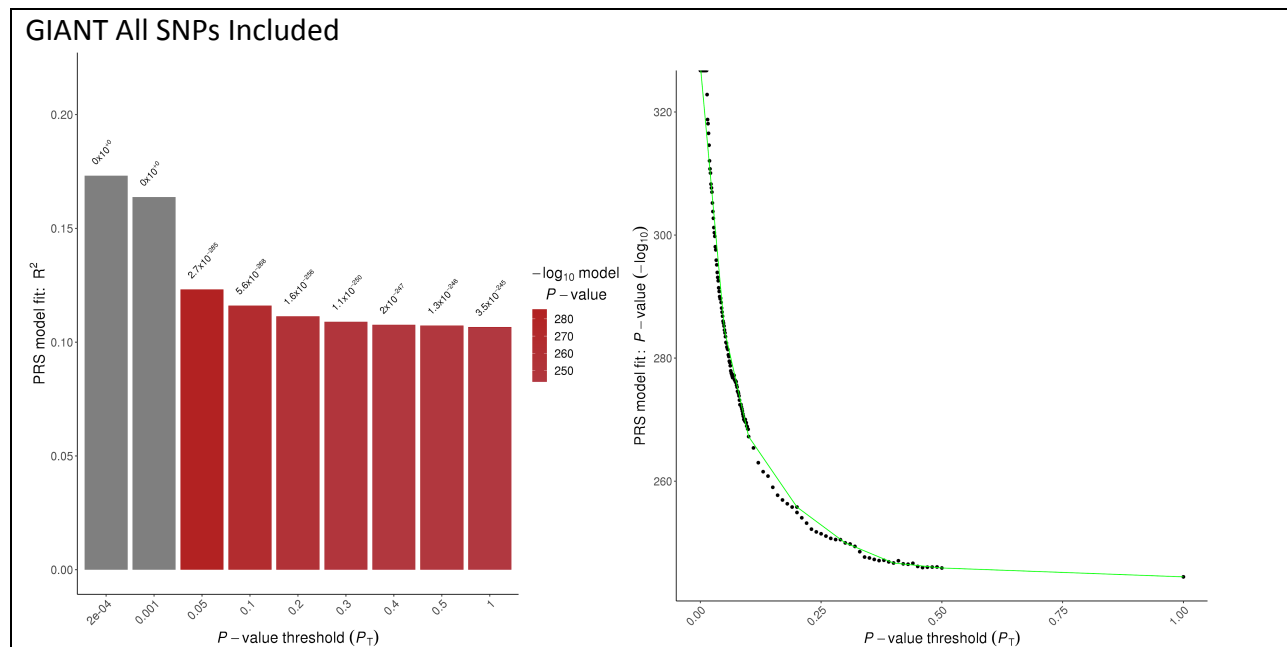 GIANT All SNPs Included
PRS model fit: R²
0.20
0.15
0.10
0.05
0.00
0x10⁺⁰
0x10⁺⁰
2.7x10⁻²⁸⁵
5.6x10⁻²⁶⁸
1.6x10⁻²⁵⁶
1.1x10⁻²⁵⁰
2x10⁻²⁴⁷
1.3x10⁻²⁴⁶
3.5x10⁻²⁴⁵
2e-04
0.001
0.05
0.1
0.2
0.3
0.4
0.5
1
P − value threshold (P_T)
−log₁₀ model
P − value
280
270
260
250
PRS model fit: P − value (−log₁₀)
320
300
280
260
0.00
0.25
0.50
0.75
1.00
P − value threshold (P_T)